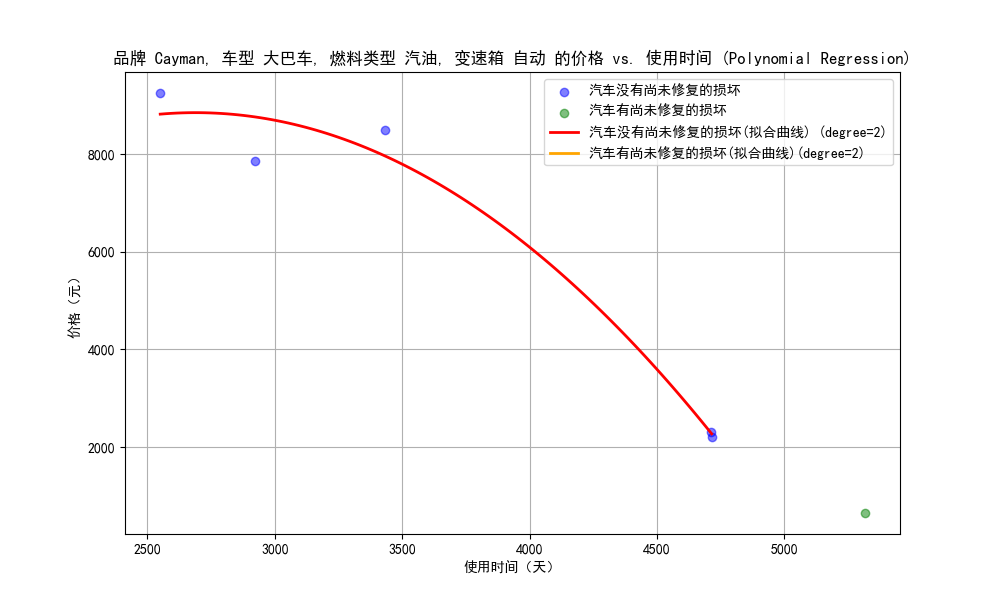 品牌 Cayman, 车型 大巴车, 燃料类型 汽油, 变速箱 自动 的价格 vs. 使用时间 (Polynomial Regression)
汽车没有尚未修复的损坏
汽车有尚未修复的损坏
汽车没有尚未修复的损坏(拟合曲线) (degree=2)
汽车有尚未修复的损坏(拟合曲线)(degree=2)
8000
6000
4000
2000
价格（元）
2500 3000 3500 4000 4500 5000
使用时间（天）